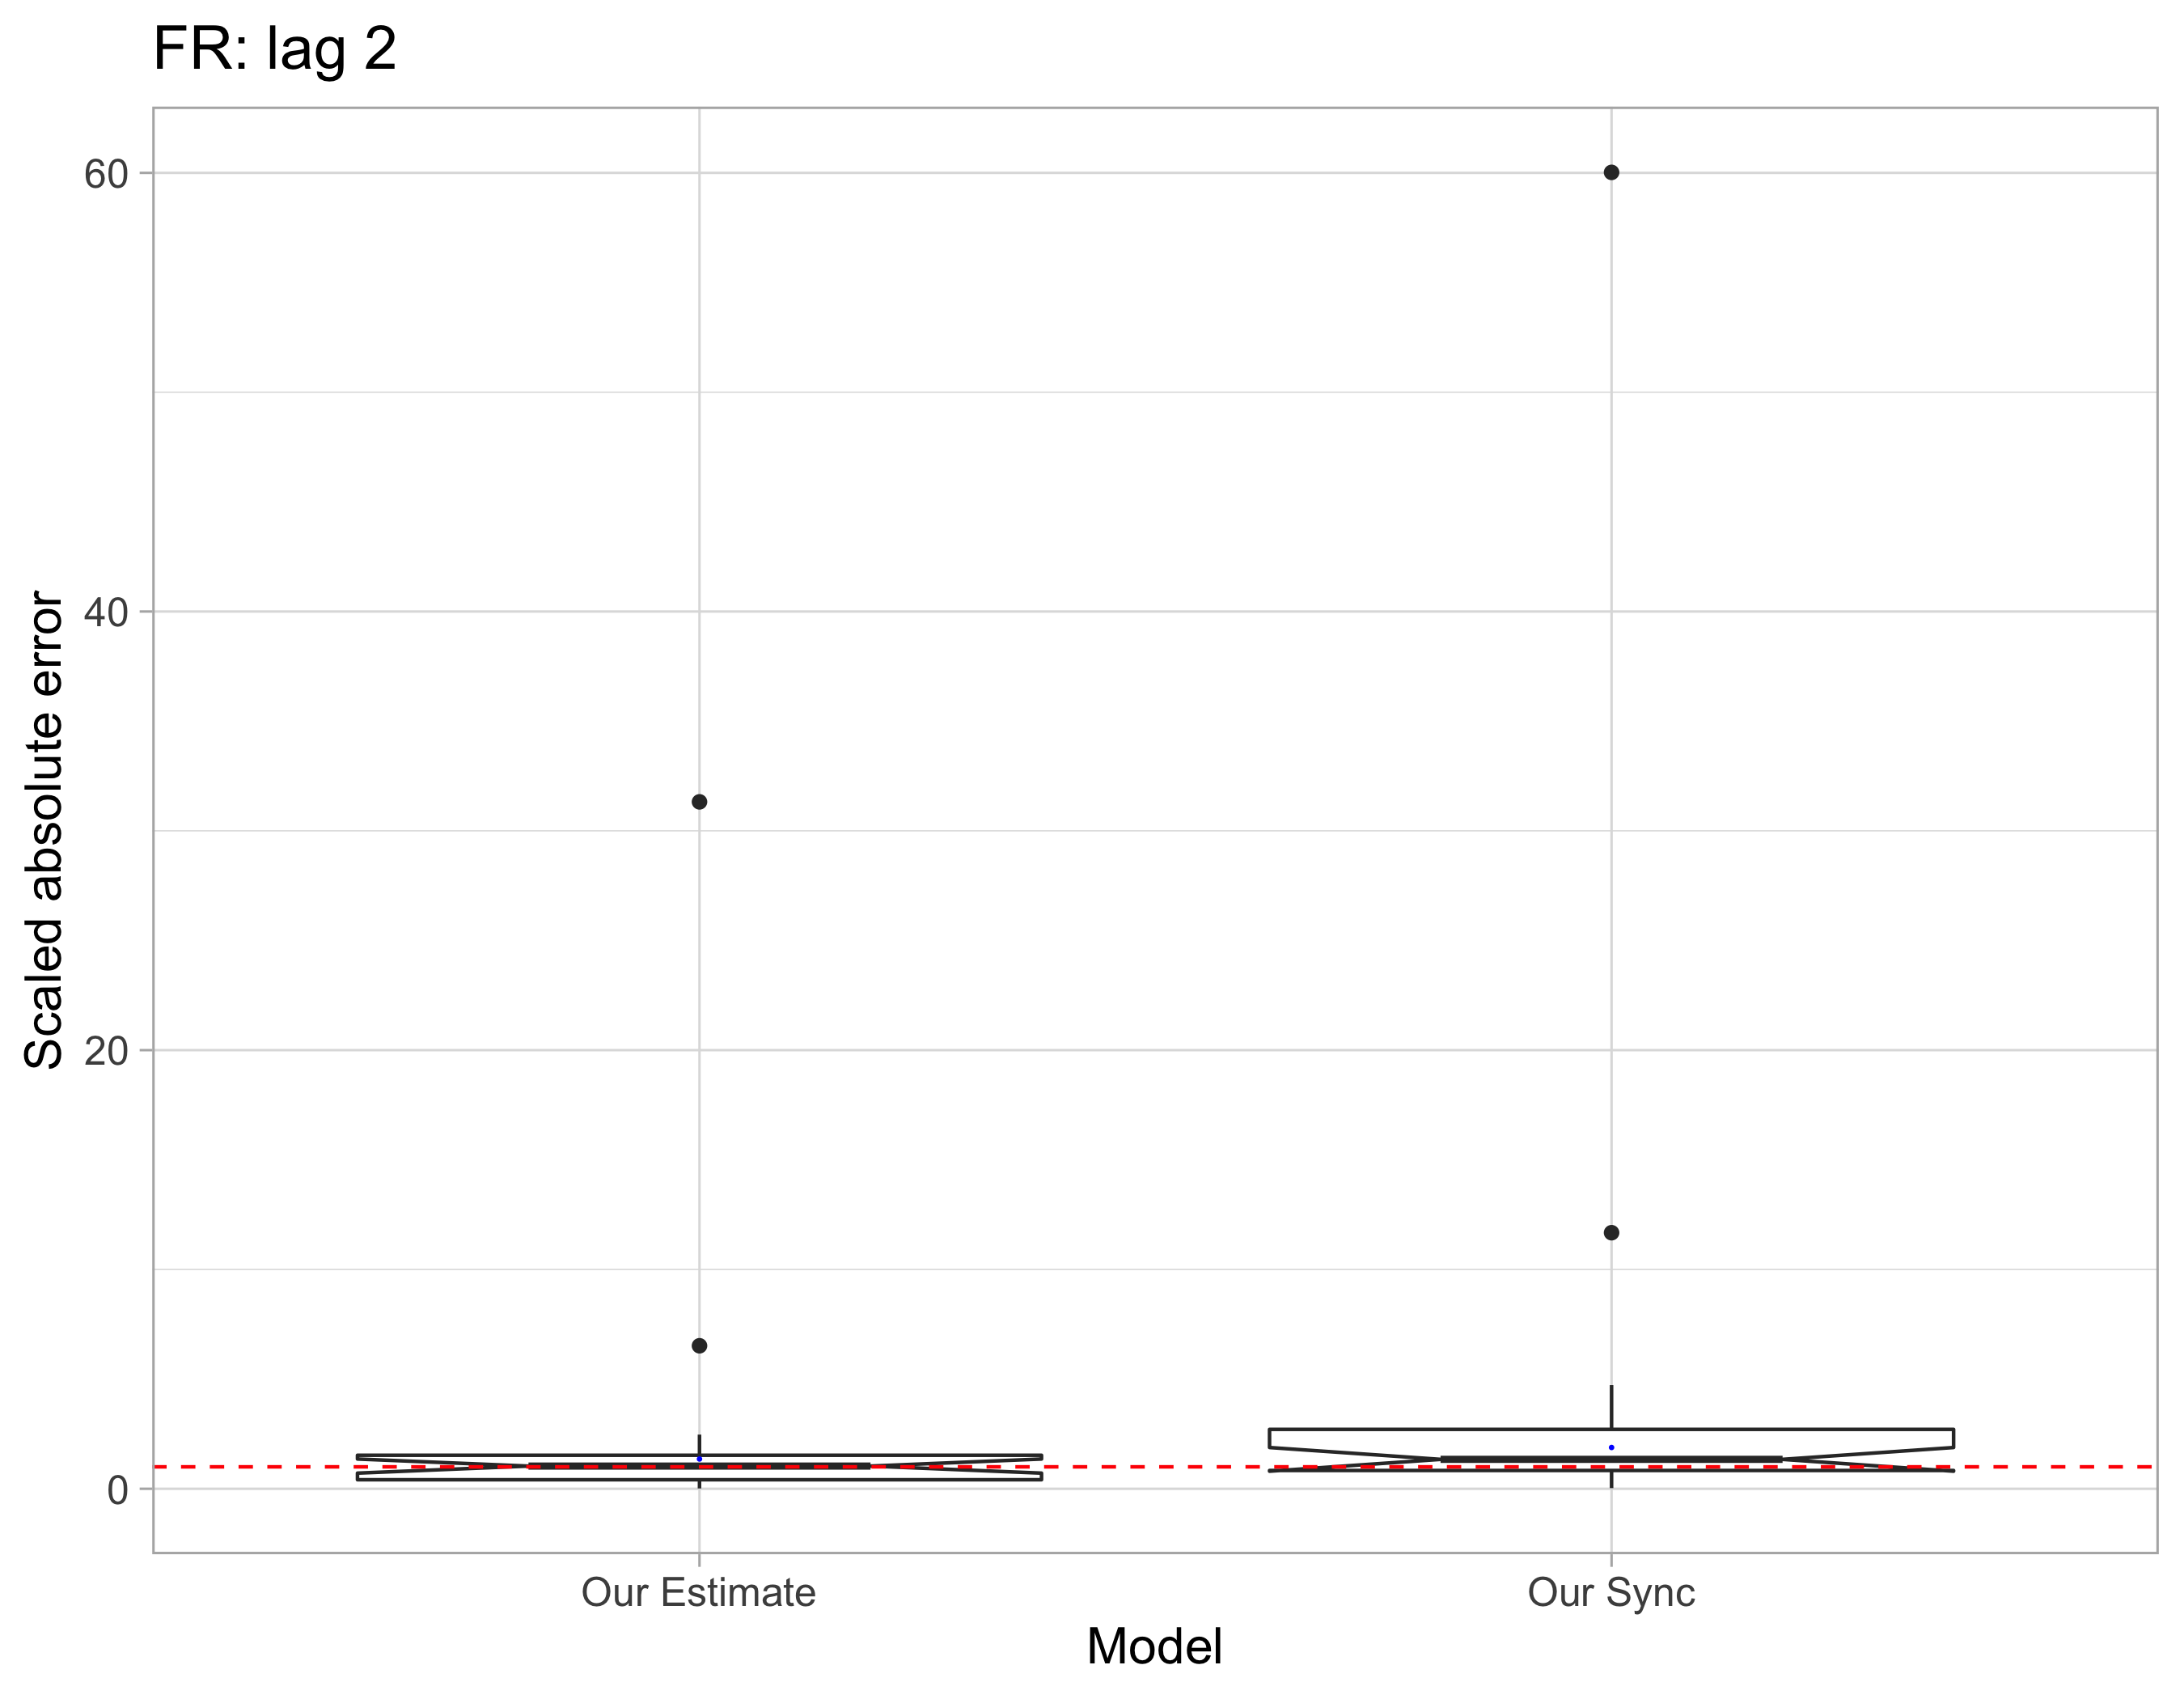 FR: lag 2
Scaled absolute error
60
40
20
0
Our Estimate
Our Sync
Model